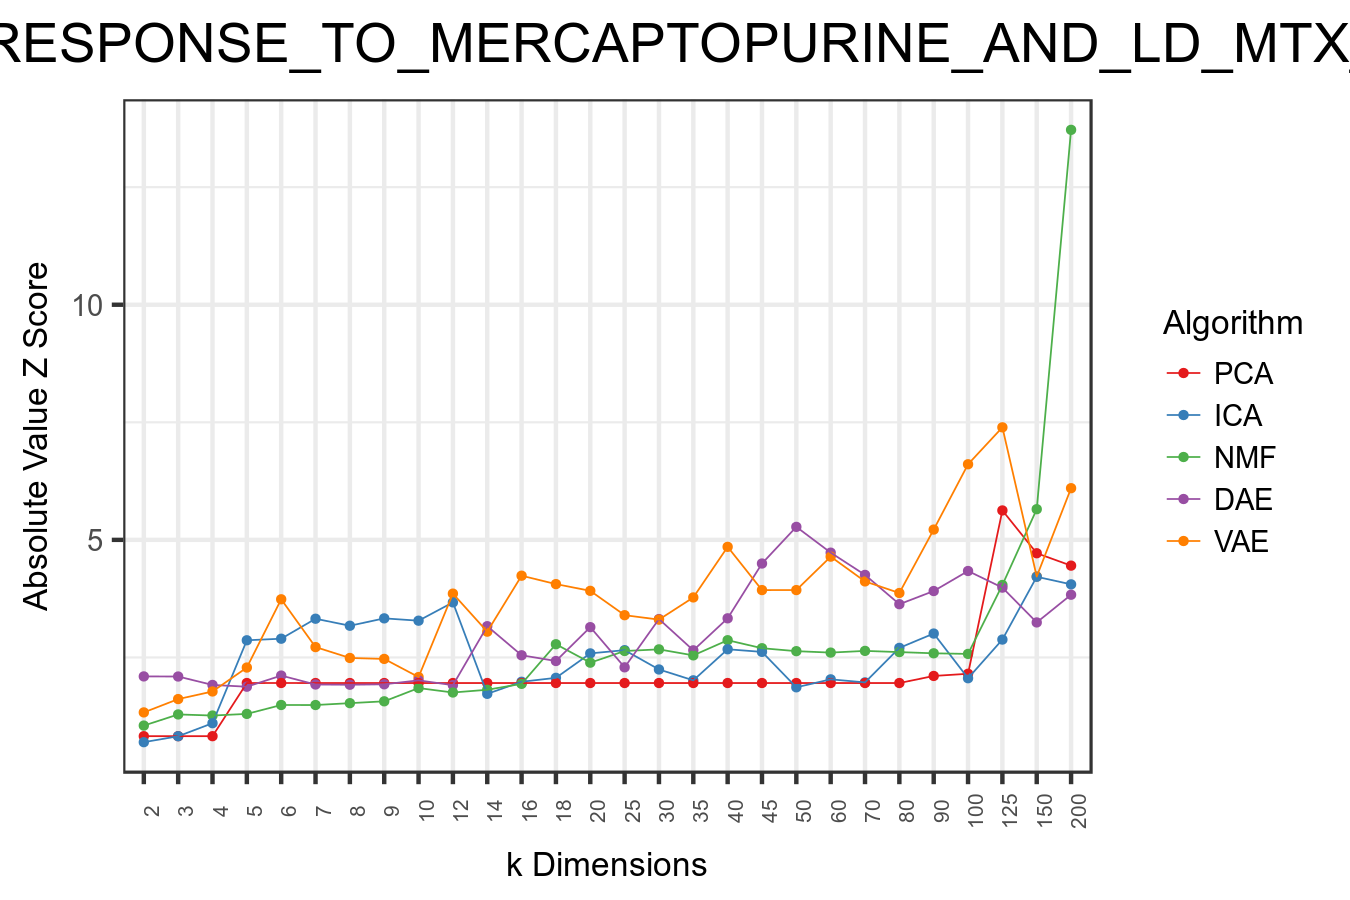 RESPONSE_TO_MERCAPTOPURINE_AND_LD_MTX_
Absolute Value Z Score
10
5
2 3 4 5 6 7 8 9 10 12 14 16 18 20 25 30 35 40 45 50 60 70 80 90 100 125 150 200
k Dimensions
Algorithm
PCA
ICA
NMF
DAE
VAE